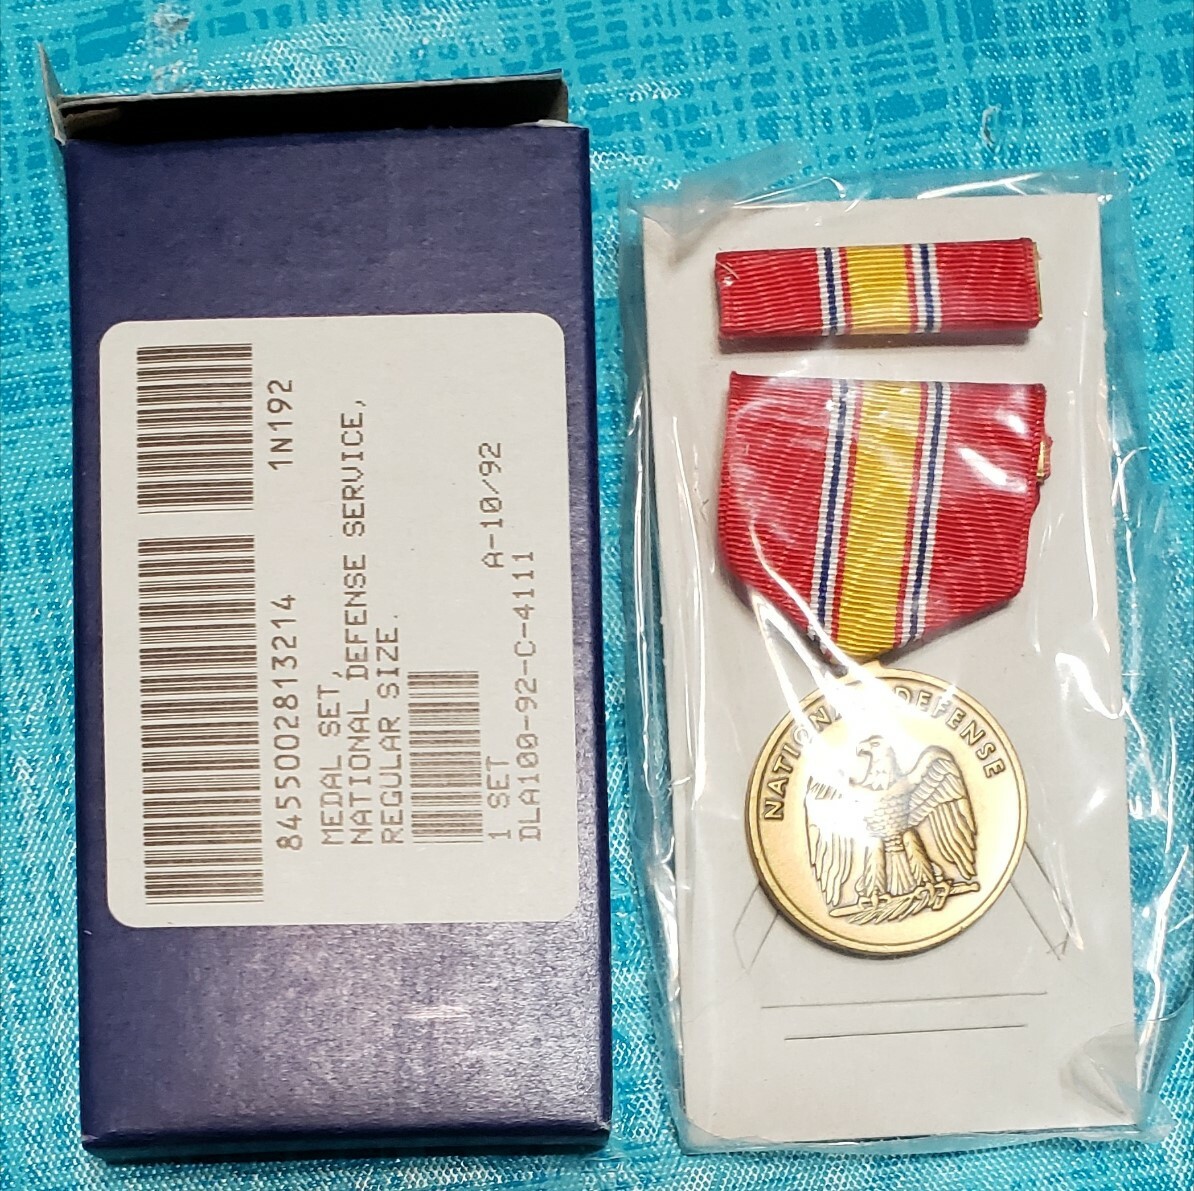 1N192
8455002813214
MEDAL SET,
NATIONAL DEFENSE SERVICE,
REGULAR SIZE.
A-10/92
1 SET
DLA100-92-C-4111
NATIONAL DEFENSE